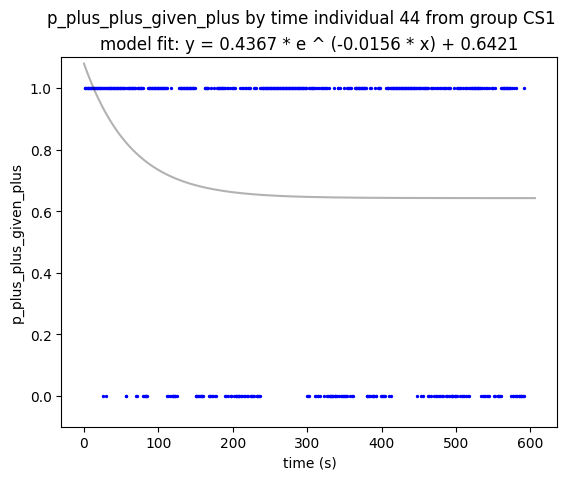 p_plus_plus_given_plus by time individual 44 from group CS1
model fit: y = 0.4367 * e ^ (-0.0156 * x) + 0.6421
1.0
0.8
0.6
0.4
0.2
0.0
p_plus_plus_given_plus
0 100 200 300 400 500 600
time (s)